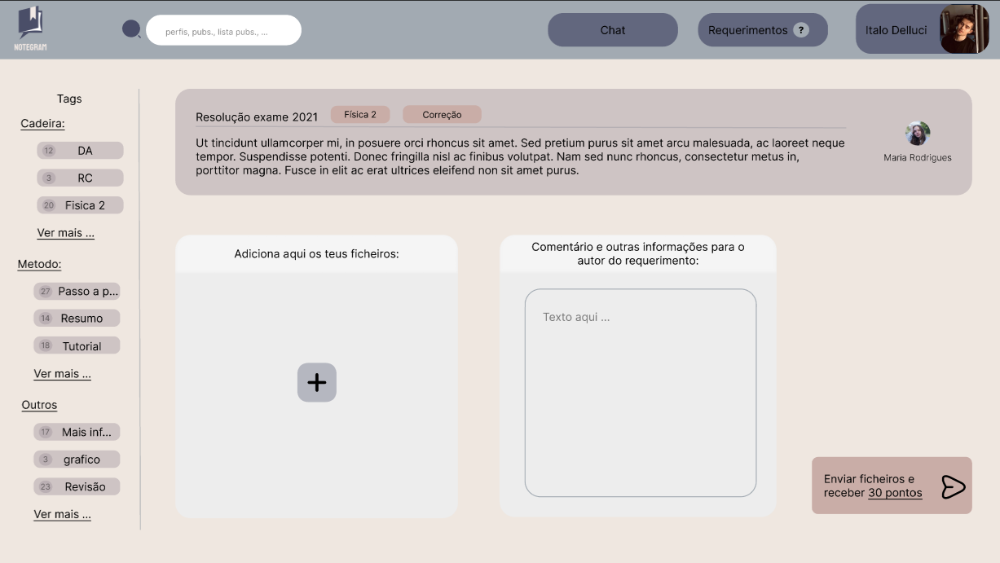 NOTEGRAM
perfis, pubs., lista pubs., ...
Chat
Requerimentos ?
Italo Delluci
Tags
Cadeira:
12 DA
3 RC
20 Fisica 2
Ver mais ...
Metodo:
27 Passo a p...
14 Resumo
18 Tutorial
Ver mais ...
Outros
17 Mais inf...
3 grafico
23 Revisão
Ver mais ...
Resolução exame 2021
Física 2
Correção
Ut tincidunt ullamcorper mi, in posuere orci rhoncus sit amet. Sed pretium purus sit amet arcu malesuada, ac laoreet neque
tempor. Suspendisse potenti. Donec fringilla nisl ac finibus volutpat. Nam sed nunc rhoncus, consectetur metus in,
porttitor magna. Fusce in elit ac erat ultrices eleifend non sit amet purus.
Maria Rodrigues
Adiciona aqui os teus ficheiros:
Comentário e outras informações para o
autor do requerimento:
Texto aqui ...
Enviar ficheiros e
receber 30 pontos